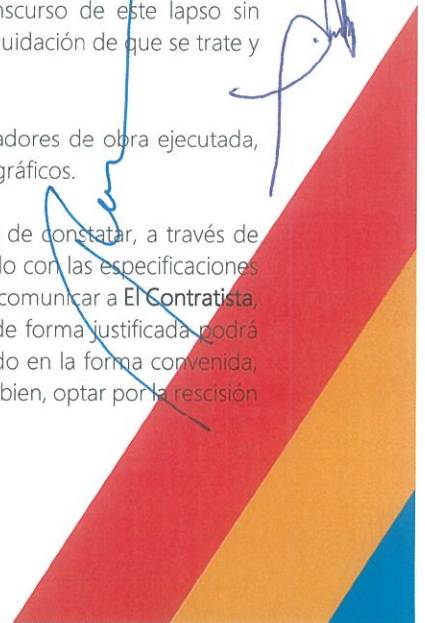 nscurso de este lapso sin
uidación de que se trate y
adores de obra ejecutada,
gráficos.
de constatar, a través de
lo con las especificaciones
comunicar a El Contratista,
de forma justificada podrá
do en la forma convenida,
bien, optar por la rescisión